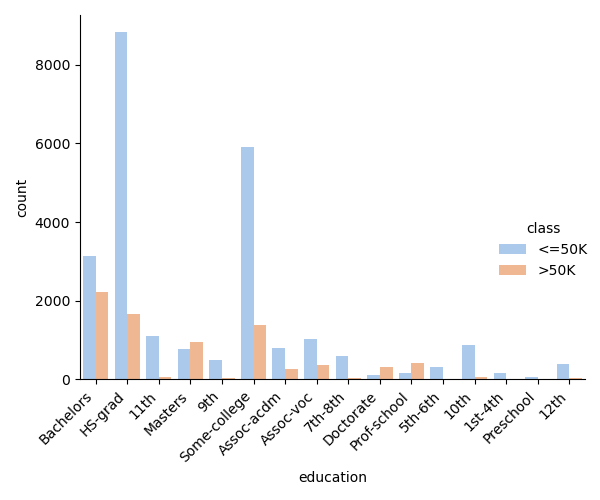 8000
6000
4000
2000
0
count
Bachelors
HS-grad
11th
Masters
9th
Some-college
Assoc-acdm
Assoc-voc
7th-8th
Doctorate
Prof-school
5th-6th
10th
1st-4th
Preschool
12th
education
class
<=50K
>50K